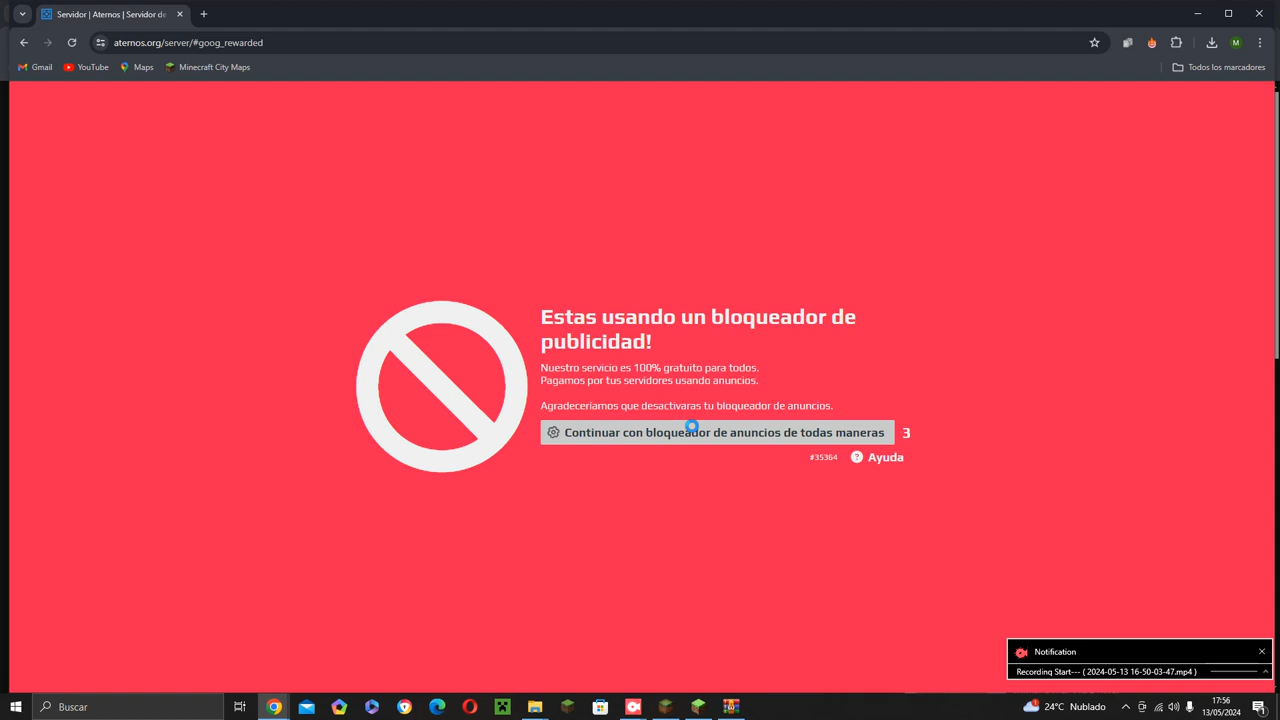 Servidor | Aternos | Servidor de
aternos.org/server/#goog_rewarded
M
Gmail
YouTube
Maps
Minecraft City Maps
Todos los marcadores
Estas usando un bloqueador de
publicidad!
Nuestro servicio es 100% gratuito para todos.
Pagamos por tus servidores usando anuncios.
Agradeceríamos que desactivaras tu bloqueador de anuncios.
Continuar con bloqueador de anuncios de todas maneras
3
#35364
? Ayuda
Notification
Recording Start--- ( 2024-05-13 16-50-03-47.mp4 )
Buscar
24°C Nublado
17:56
13/05/2024